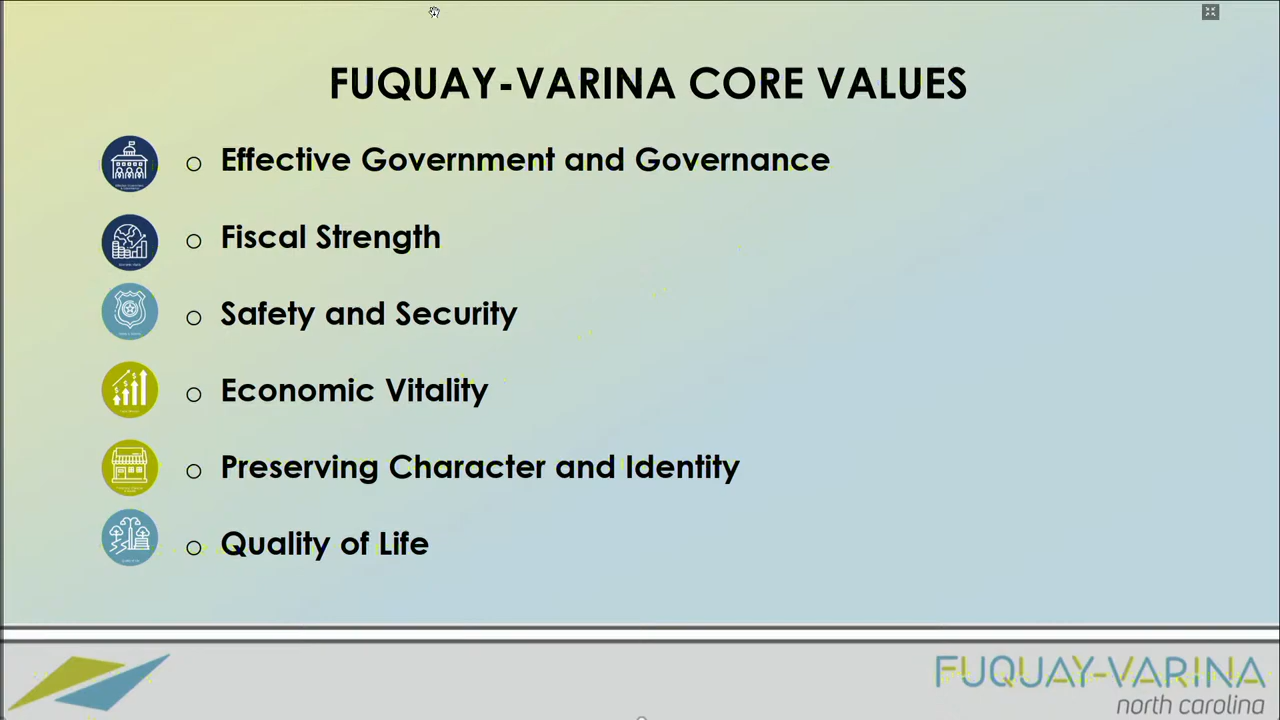 FUQUAY-VARINA CORE VALUES
Effective Government and Governance
Fiscal Strength
Safety and Security
Economic Vitality
Preserving Character and Identity
Quality of Life
FUQUAY-VARINA
north carolina